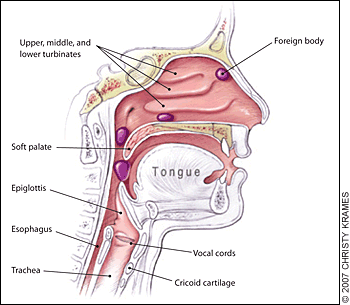 Upper, middle, and
lower turbinates
Foreign body
Soft palate
Tongue
Epiglottis
Esophagus
Vocal cords
Trachea
Cricoid cartilage
© 2007 CHRISTY KRAMES